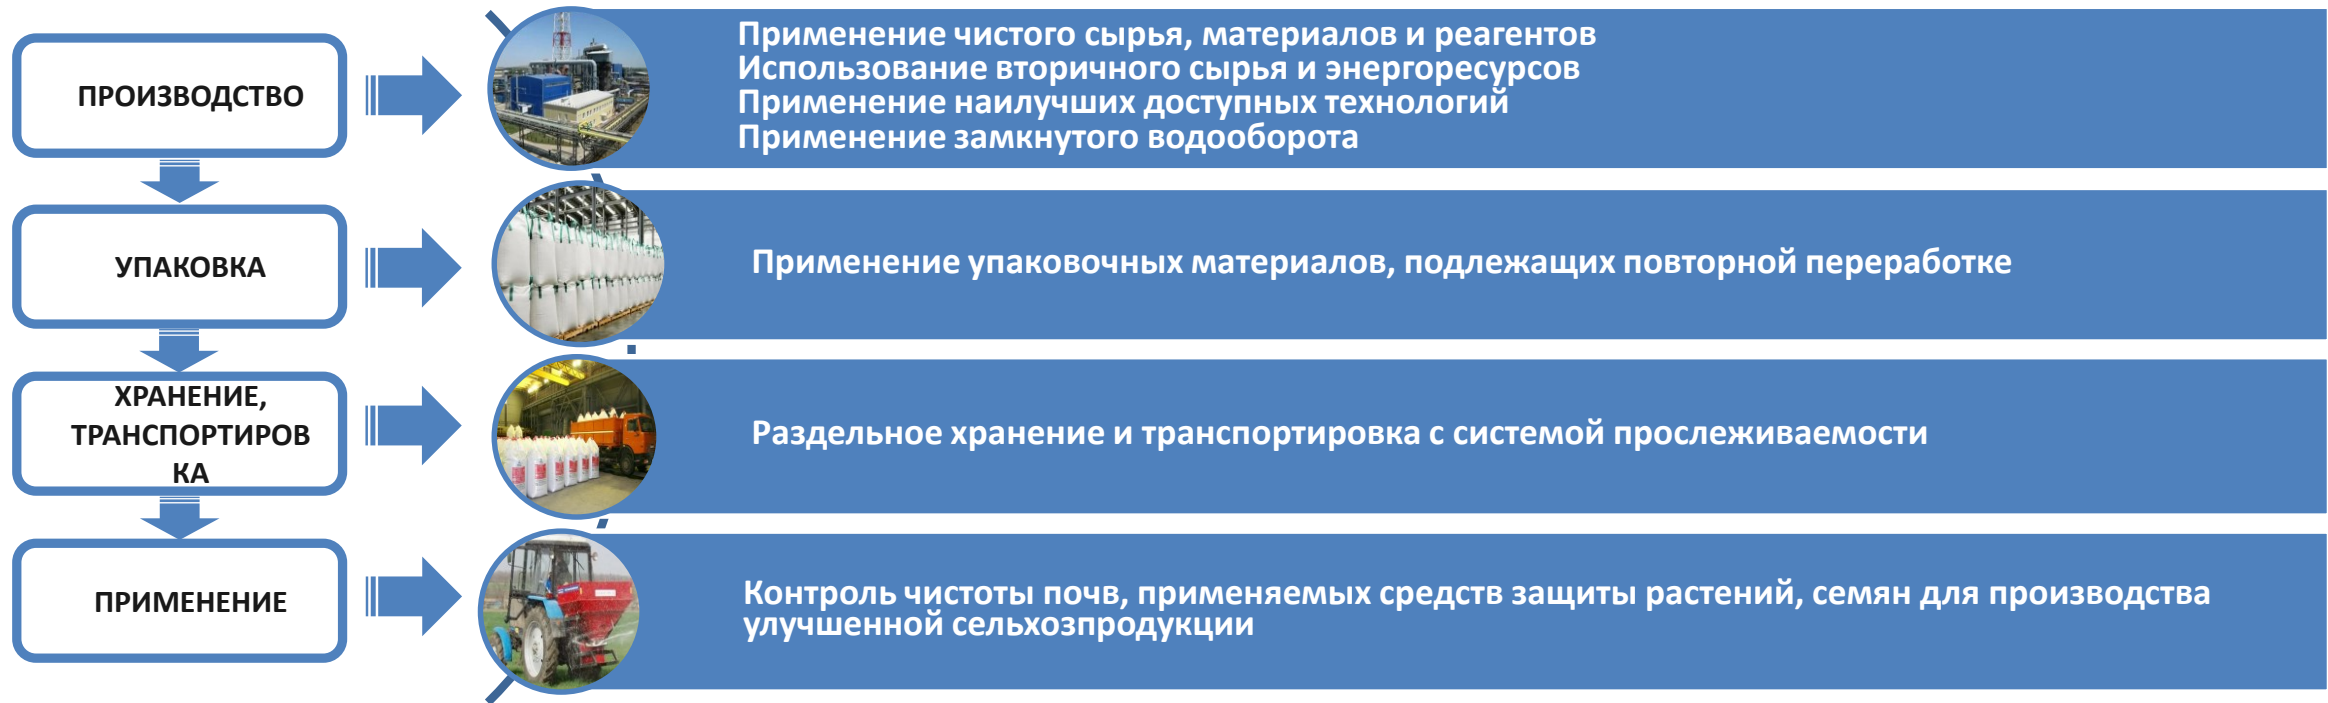 ПРОИЗВОДСТВО
Применение чистого сырья, материалов и реагентов
Использование вторичного сырья и энергоресурсов
Применение наилучших доступных технологий
Применение замкнутого водооборота
УПАКОВКА
Применение упаковочных материалов, подлежащих повторной переработке
ХРАНЕНИЕ,
ТРАНСПОРТИРОВ
КА
Раздельное хранение и транспортировка с системой прослеживаемости
ПРИМЕНЕНИЕ
Контроль чистоты почв, применяемых средств защиты растений, семян для производства
улучшенной сельхозпродукции